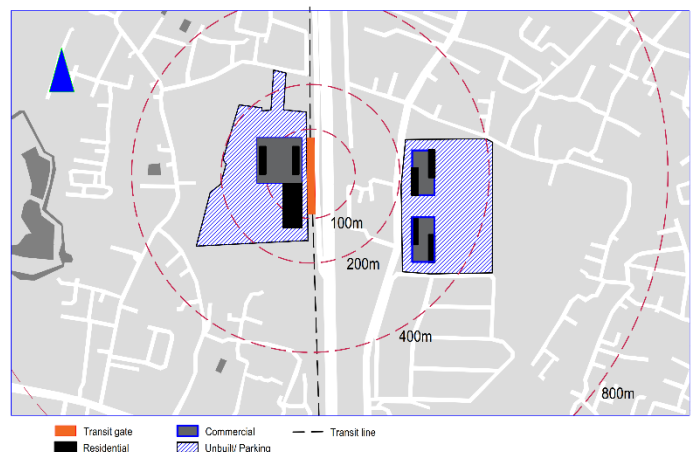 100m
200m
400m
800m
Transit gate
Commercial
Transit line
Residential
Unbuilt/ Parking